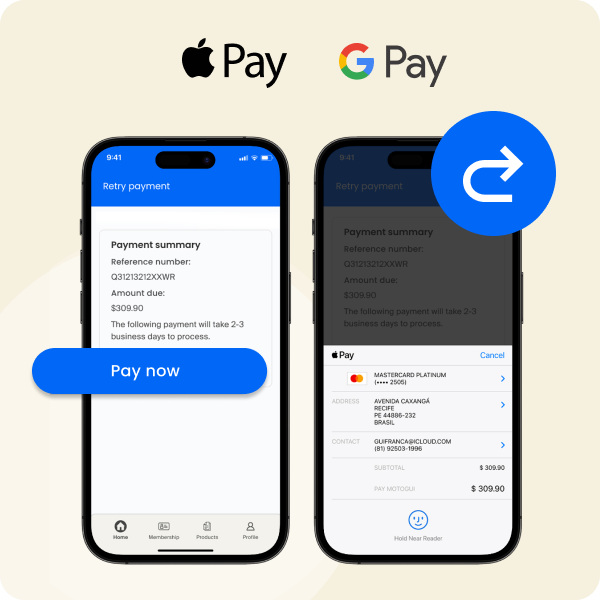 Pay
G Pay
9:41
Retry payment
Payment summary
Reference number:
Q31213212XXWR
Amount due:
$309.90
The following payment will take 2-3
business days to process.
Pay now
Home
Membership
Products
Profile
9:41
Retry payment
Payment summary
Reference number:
Q31213212XXWR
Amount due:
$309.90
The following payment will take 2-3
business days to process.
Pay
Cancel
MASTERCARD PLATINUM
(•••• 2505)
ADDRESS
AVENIDA CAXANGÁ
RECIFE
PE 44886-232
BRASIL
CONTACT
GUIFRANCA@ICLOUD.COM
(81) 92503-1996
SUBTOTAL
$ 309.90
PAY MOTOQUI
$ 309.90
Hold Near Reader